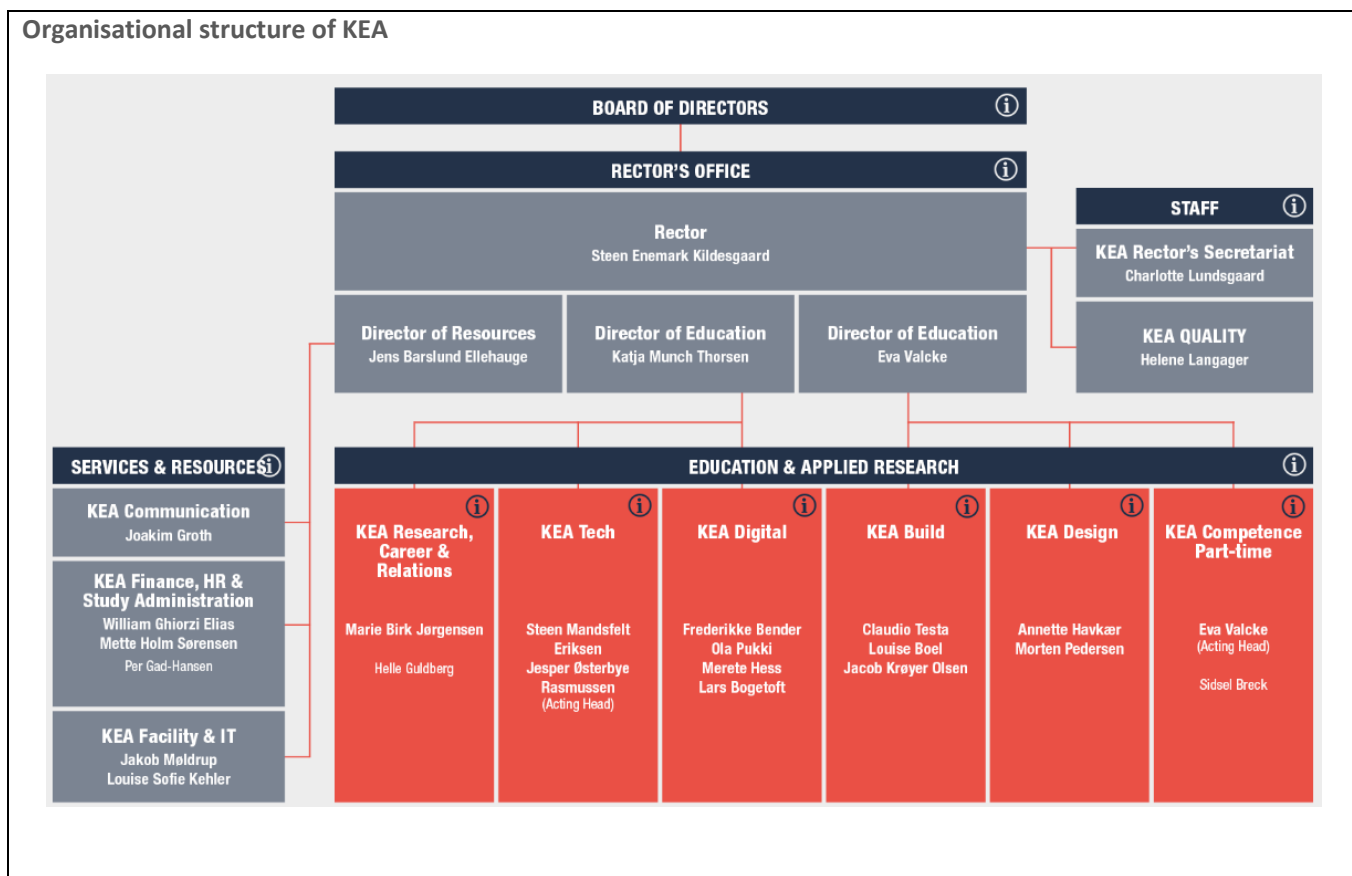 Organisational structure of KEA
BOARD OF DIRECTORS
RECTOR'S OFFICE
Rector
Steen Enemark Kildesgaard
STAFF
KEA Rector's Secretariat
Charlotte Lundsgaard
KEA QUALITY
Helene Langager
Director of Resources
Jens Barslund Ellehauge
Director of Education
Katja Munch Thorsen
Director of Education
Eva Valcke
SERVICES & RESOURCES
KEA Communication
Joakim Groth
KEA Finance, HR &
Study Administration
William Ghiorzi Elias
Mette Holm Sørensen
Per Gad-Hansen
KEA Facility & IT
Jakob Møldrup
Louise Sofie Kehler
EDUCATION & APPLIED RESEARCH
KEA Research,
Career &
Relations
Marie Birk Jørgensen
Helle Guldberg
KEA Tech
Steen Mandsfelt
Eriksen
Jesper Østerbye
Rasmussen
(Acting Head)
KEA Digital
Frederikke Bender
Ola Pukki
Merete Hess
Lars Bogetoft
KEA Build
Claudio Testa
Louise Boel
Jacob Krøyer Olsen
KEA Design
Annette Havkær
Morten Pedersen
KEA Competence
Part-time
Eva Valcke
(Acting Head)
Sidsel Breck